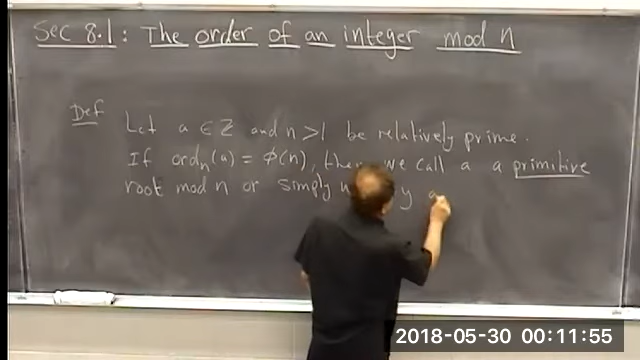 Sec 8.1: The order of an integer mod n
Def
Let a ∈ ℤ and n > 1 be relatively prime.
If ordₙ(a) = ϕ(n), then we call a a primitive
root mod n or simply y a
2018-05-30 00:11:55